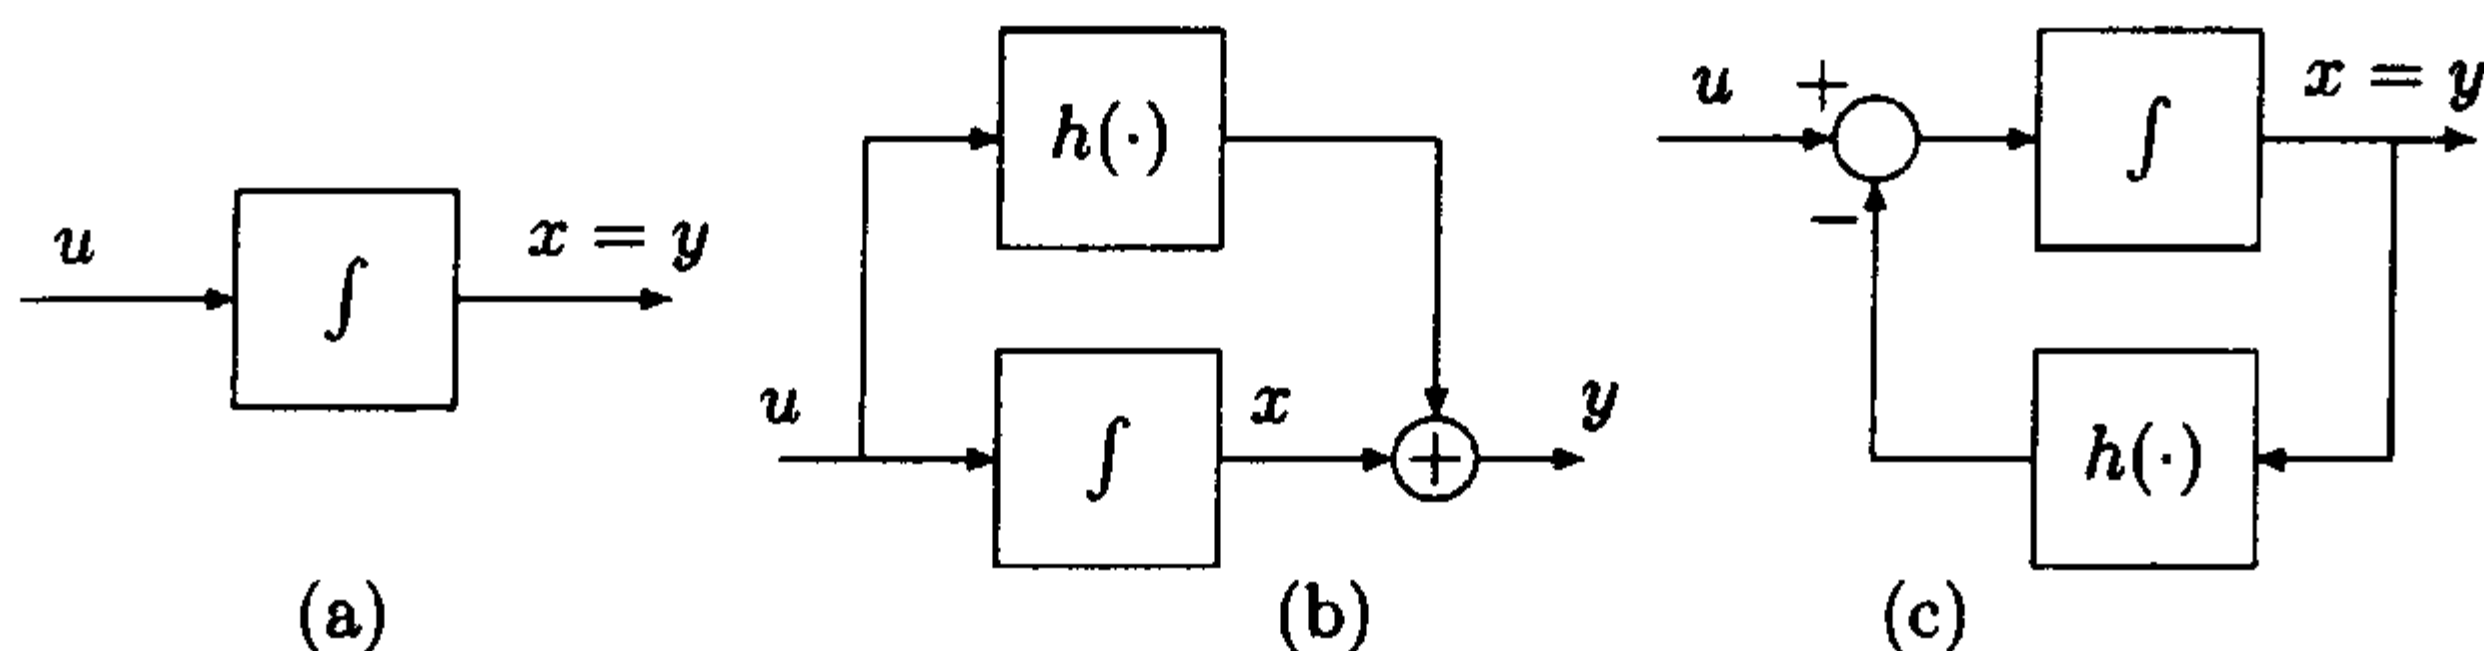 u
∫
x = y
(a)
h(·)
u
∫
x
+
y
(b)
u
+
−
∫
x = y
h(·)
(c)